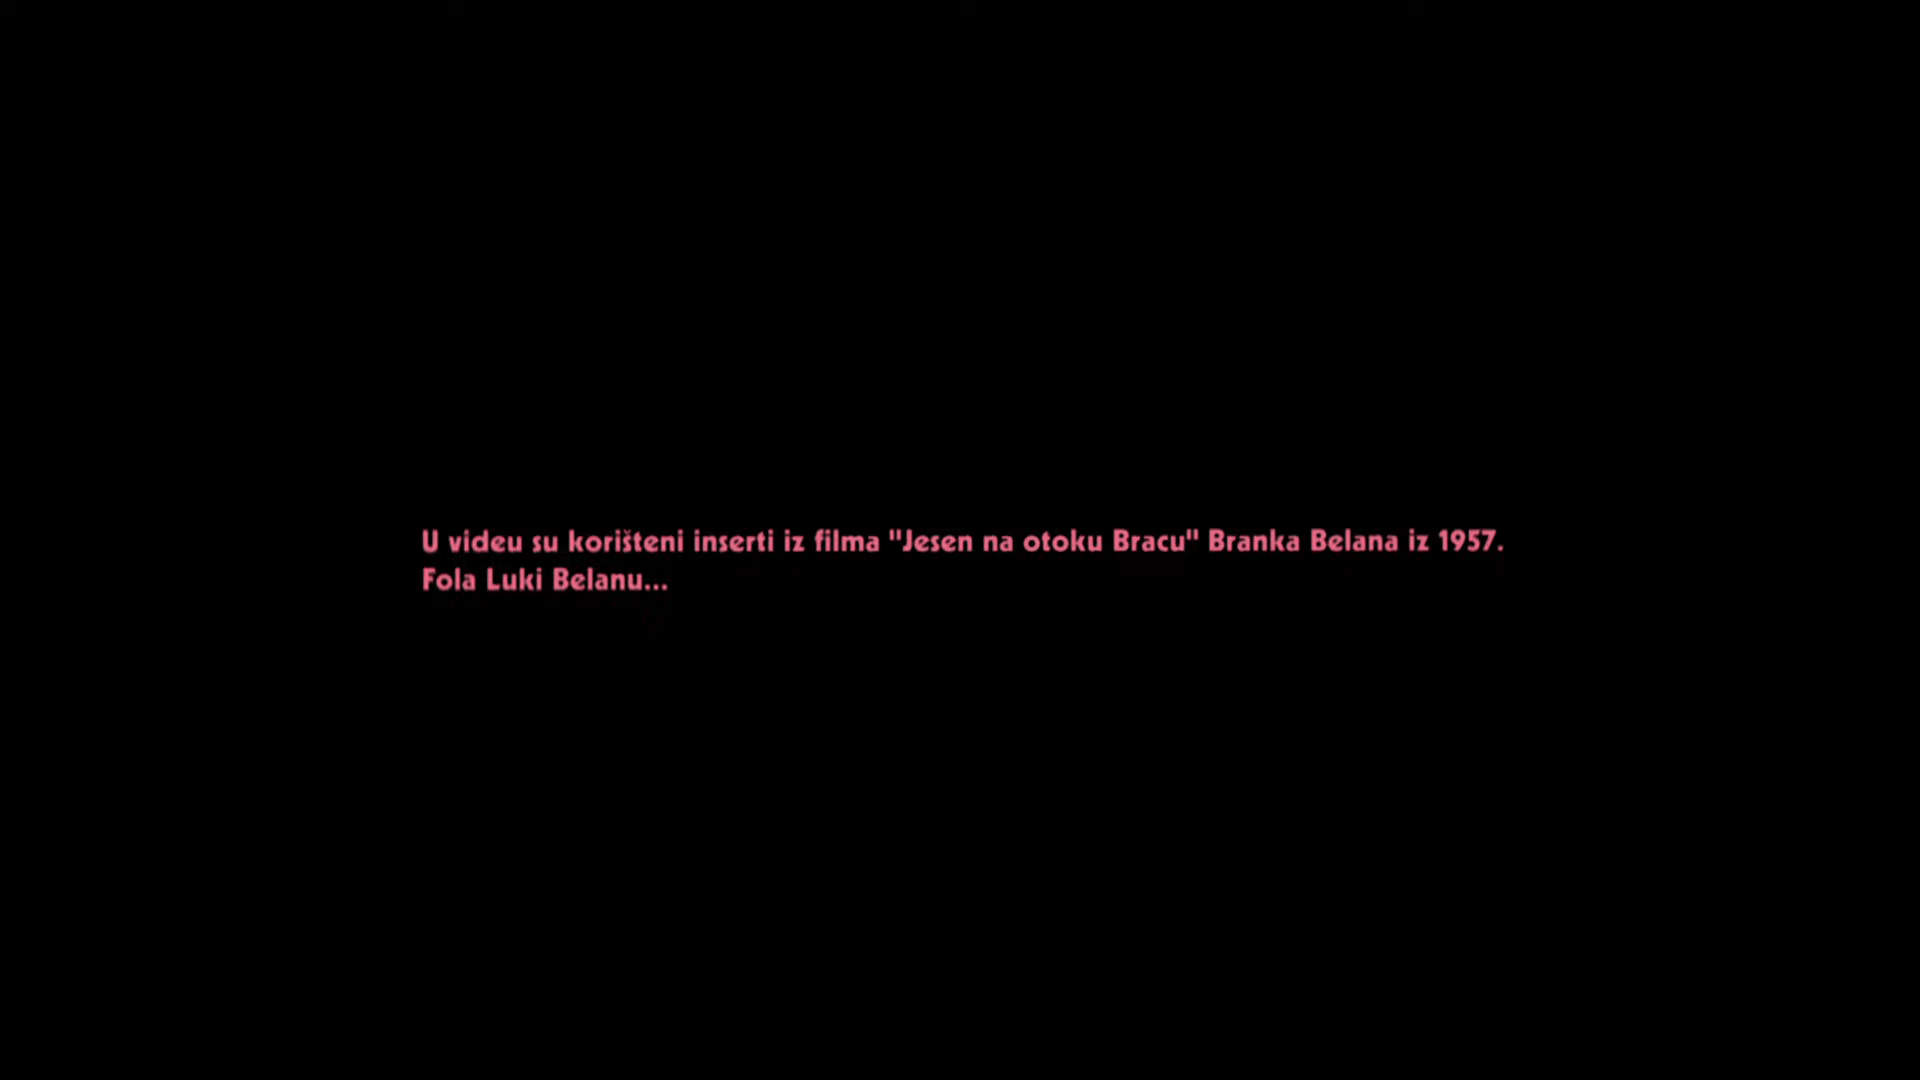 U videu su korišteni inserti iz filma "Jesen na otoku Bracu" Branka Belana iz 1957.
Fola Luki Belanu...